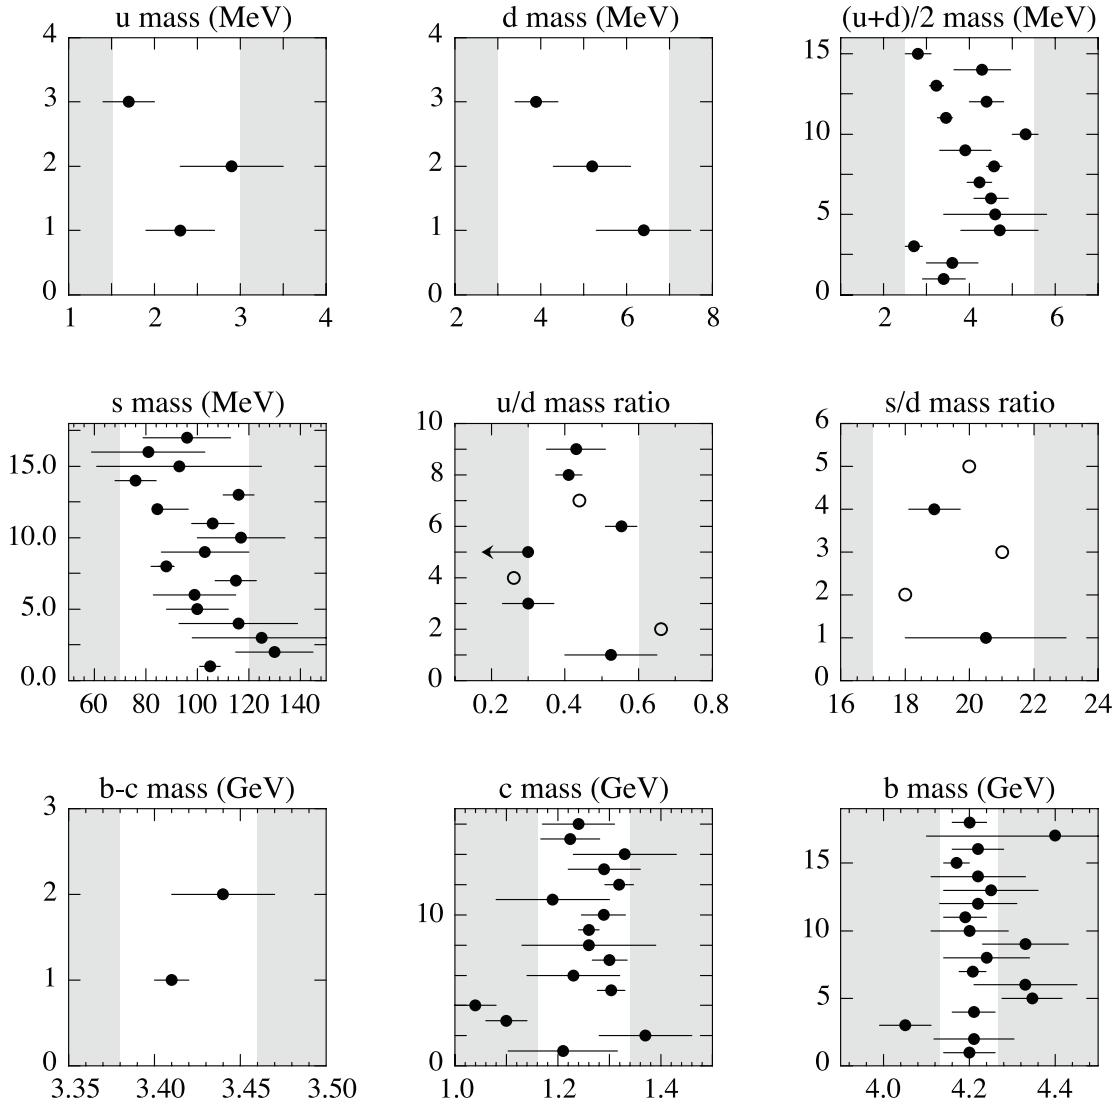 u mass (MeV)
d mass (MeV)
(u+d)/2 mass (MeV)
4
3
2
1
0
1 2 3 4
4
3
2
1
0
2 4 6 8
15
10
5
0
2 4 6
s mass (MeV)
u/d mass ratio
s/d mass ratio
15.0
10.0
5.0
0.0
60 80 100 120 140
10
8
6
4
2
0
0.2 0.4 0.6 0.8
6
5
4
3
2
1
0
16 18 20 22 24
b-c mass (GeV)
c mass (GeV)
b mass (GeV)
3
2
1
0
3.35 3.40 3.45 3.50
10
0
1.0 1.2 1.4
15
10
5
0
4.0 4.2 4.4